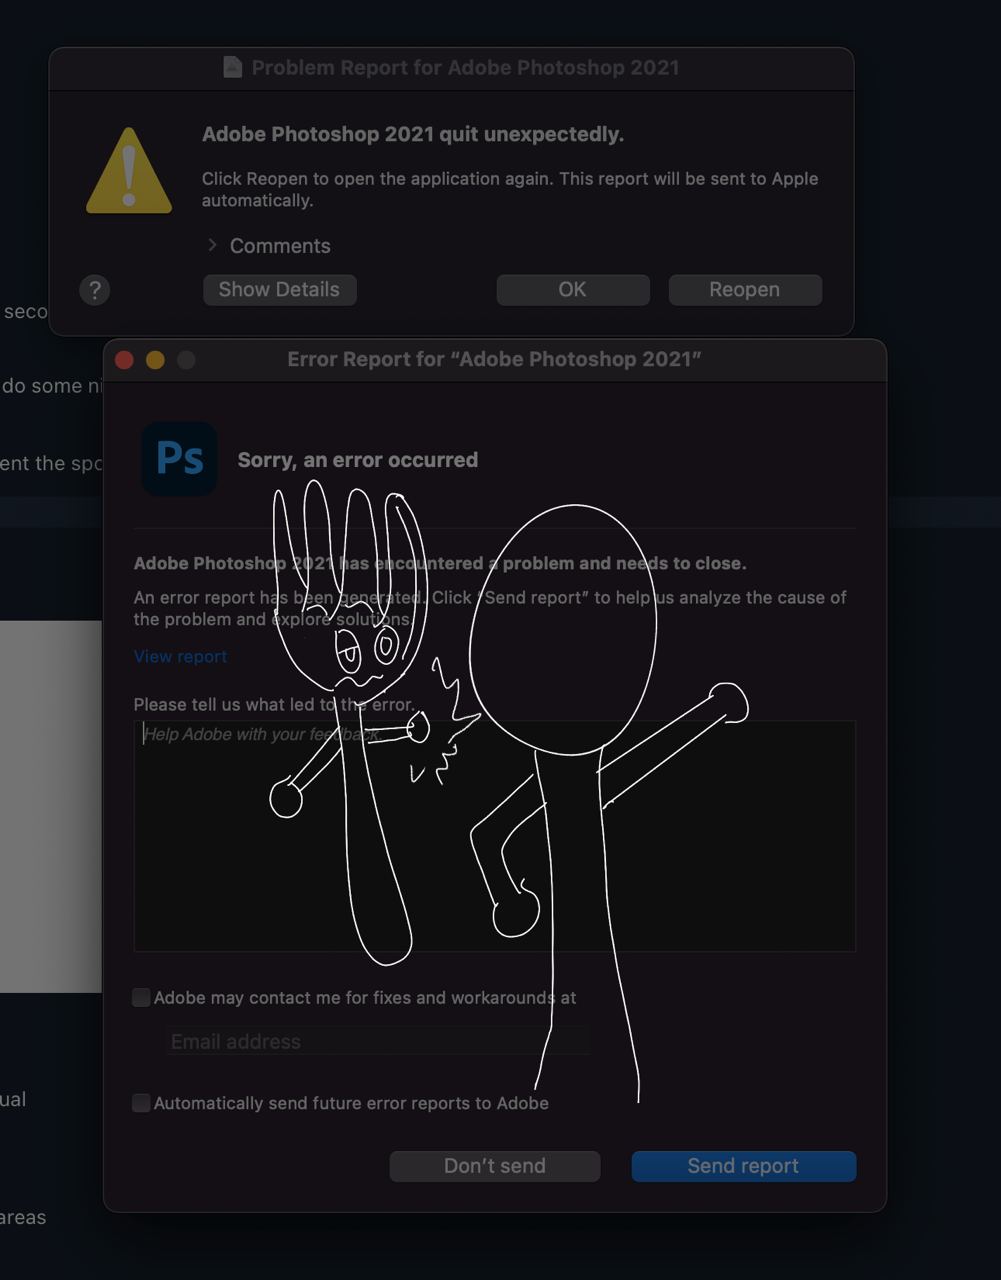 Problem Report for Adobe Photoshop 2021
Adobe Photoshop 2021 quit unexpectedly.
Click Reopen to open the application again. This report will be sent to Apple
automatically.
Comments
?
Show Details
OK
Reopen
seco
do some ni
ent the spo
Error Report for “Adobe Photoshop 2021”
Ps
Sorry, an error occurred
Adobe Photoshop 2021 has encountered a problem and needs to close.
An error report has been generated. Click “Send report” to help us analyze the cause of
the problem and explore solutions.
View report
Please tell us what led to the error.
Help Adobe with your feedback.
Adobe may contact me for fixes and workarounds at
Email address
ual
Automatically send future error reports to Adobe
Don’t send
Send report
areas